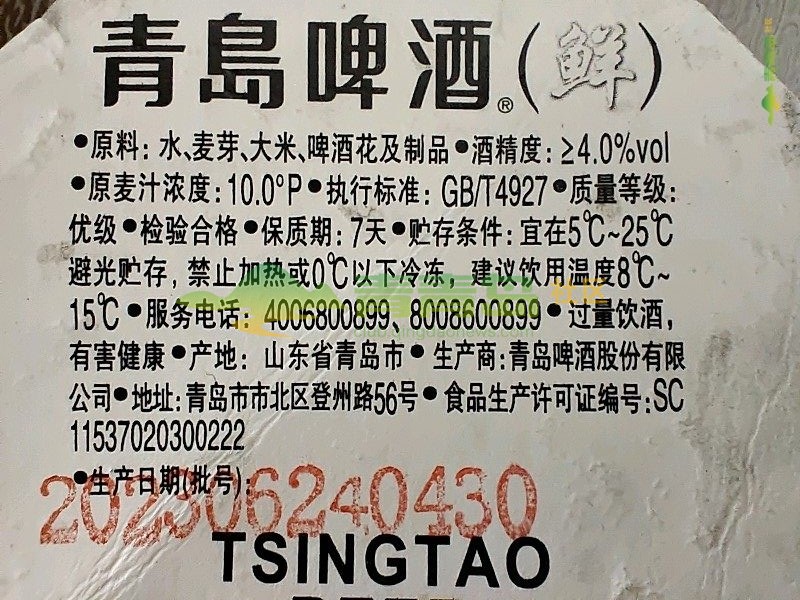 青岛啤酒®(鲜)
•原料：水、麦芽、大米、啤酒花及制品•酒精度：≥4.0%vol
•原麦汁浓度：10.0°P•执行标准：GB/T4927•质量等级：
优级•检验合格•保质期：7天•贮存条件：宜在5℃~25℃
避光贮存，禁止加热或0℃以下冷冻，建议饮用温度8℃~
15℃•服务电话：4006800899、8008600899•过量饮酒，
有害健康•产地：山东省青岛市•生产商：青岛啤酒股份有限
公司•地址：青岛市市北区登州路56号•食品生产许可证编号：SC
11537020300222
•生产日期(批号)：
202306240430
TSINGTAO